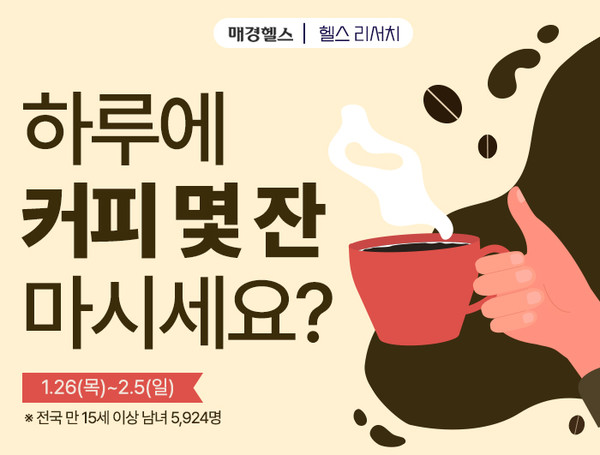 매경헬스 | 헬스 리서치
하루에
커피 몇 잔
마시세요?
1.26(목)~2.5(일)
※ 전국 만 15세 이상 남녀 5,924명